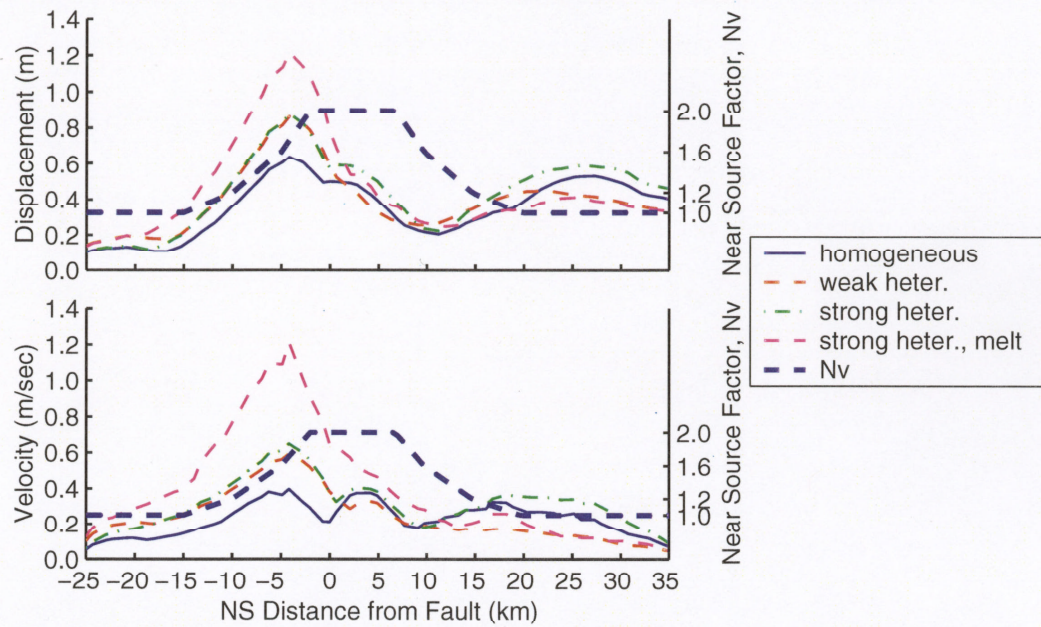 1.4
1.2
1.0
0.8
0.6
0.4
0.2
0.0
Displacement (m)
2.0
1.6
1.2
1.0
Near Source Factor, Nv
1.4
1.2
1.0
0.8
0.6
0.4
0.2
0.0
Velocity (m/sec)
2.0
1.6
1.2
1.0
Near Source Factor, Nv
−25 −20 −15 −10 −5 0 5 10 15 20 25 30 35
NS Distance from Fault (km)
homogeneous
weak heter.
strong heter.
strong heter., melt
Nv